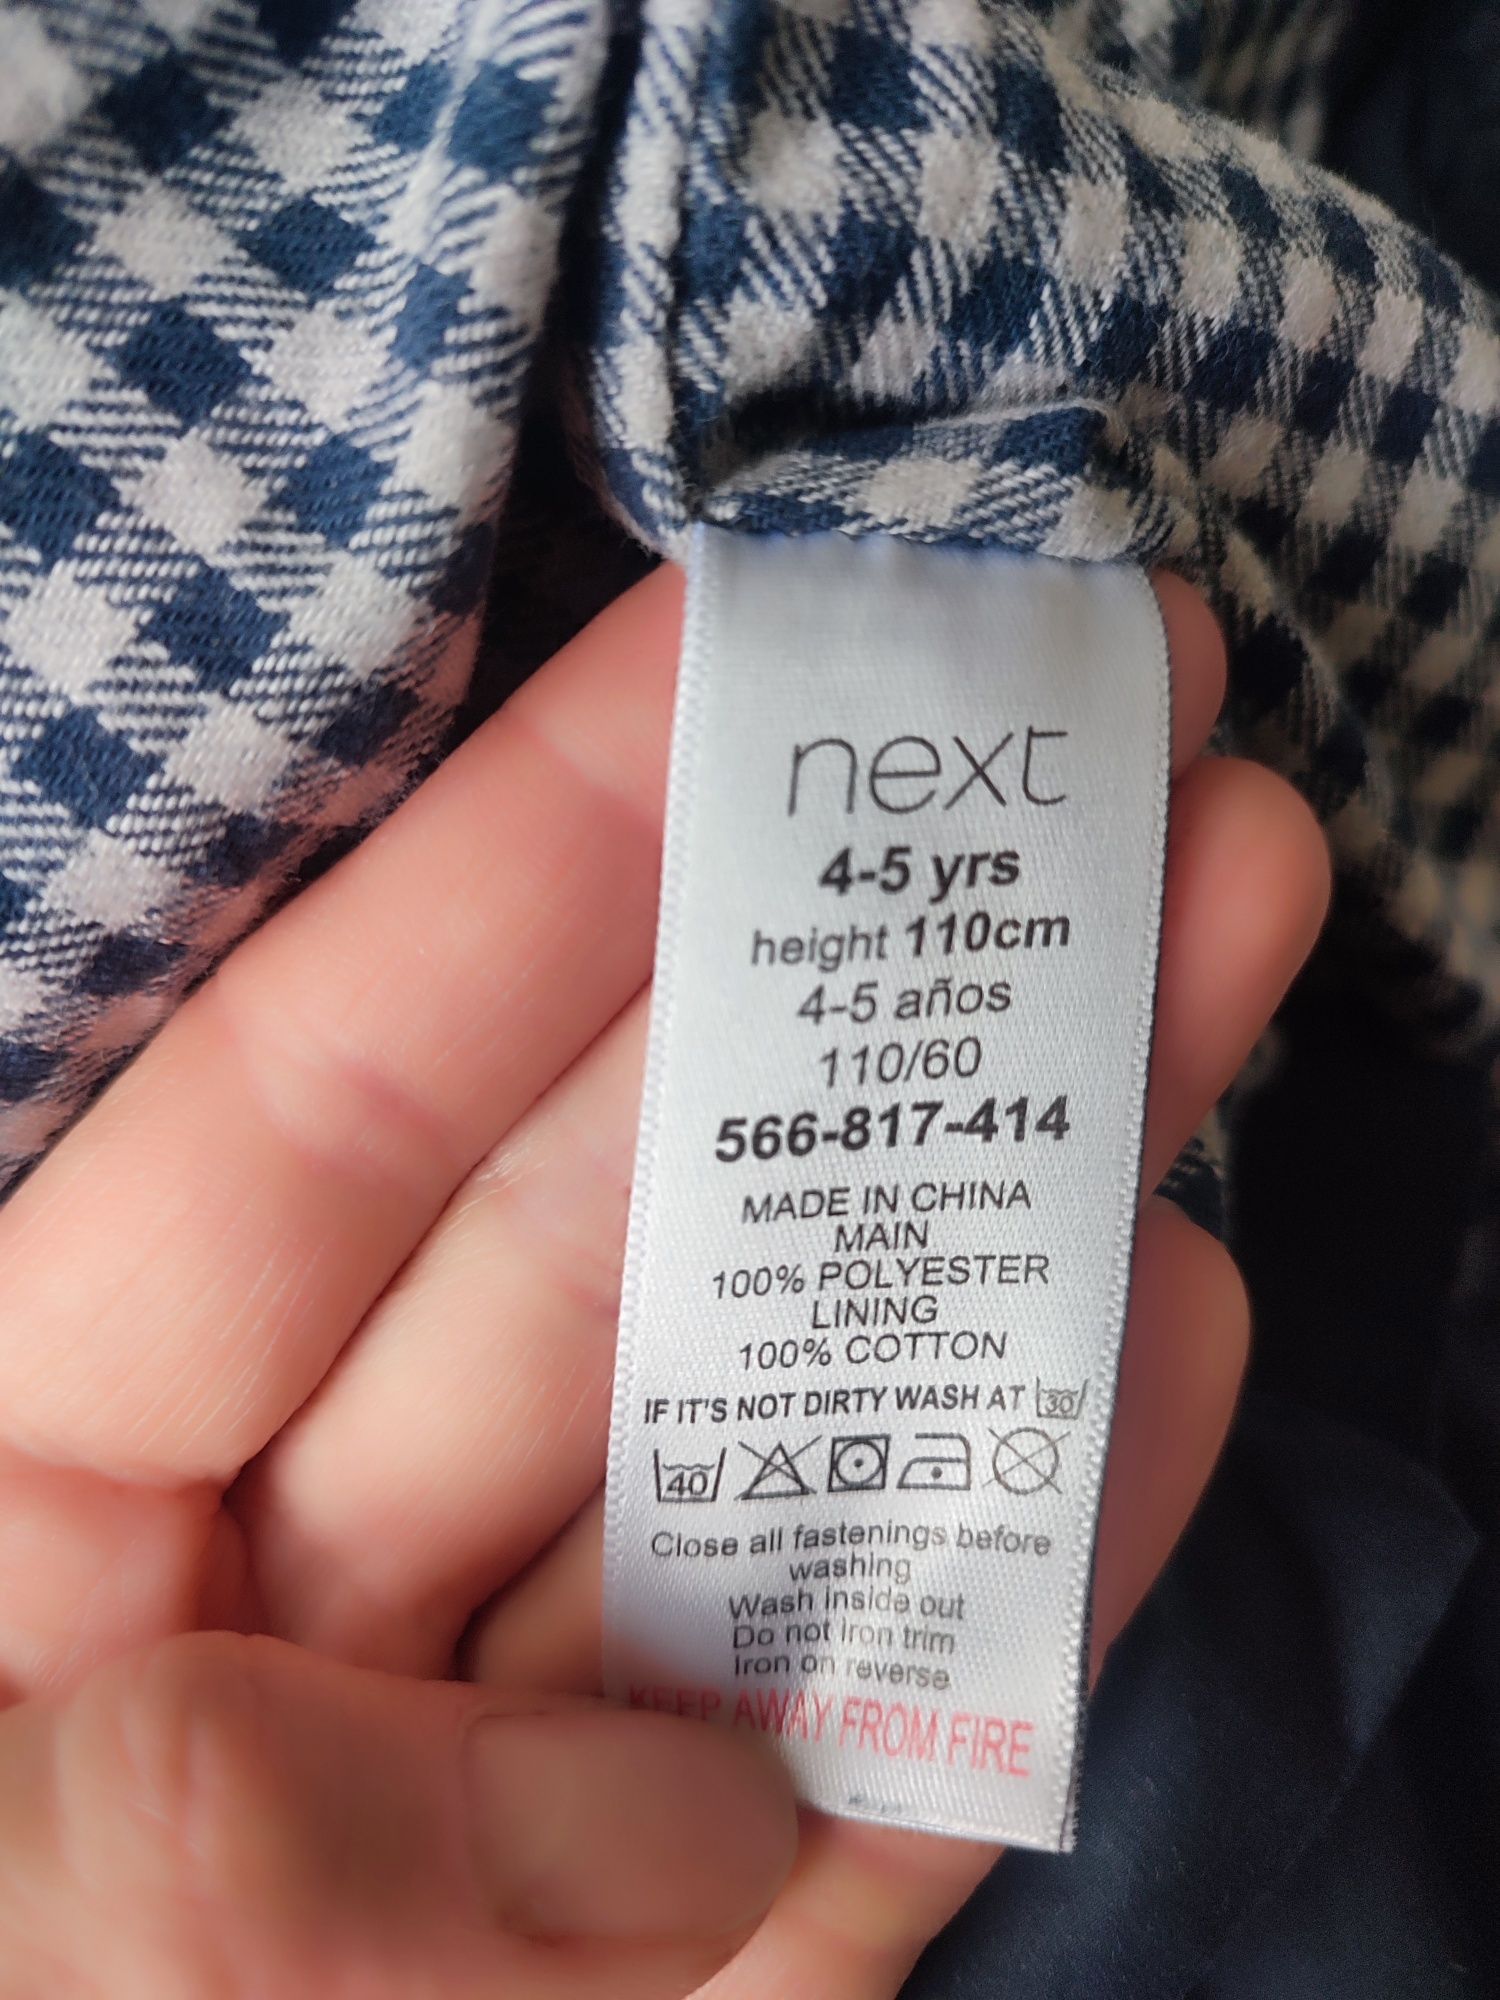 next
4-5 yrs
height 110cm
4-5 años
110/60
566-817-414
MADE IN CHINA
MAIN
100% POLYESTER
LINING
100% COTTON
IF IT'S NOT DIRTY WASH AT 30
40
Close all fastenings before
washing
Wash inside out
Do not iron trim
Iron on reverse
KEEP AWAY FROM FIRE